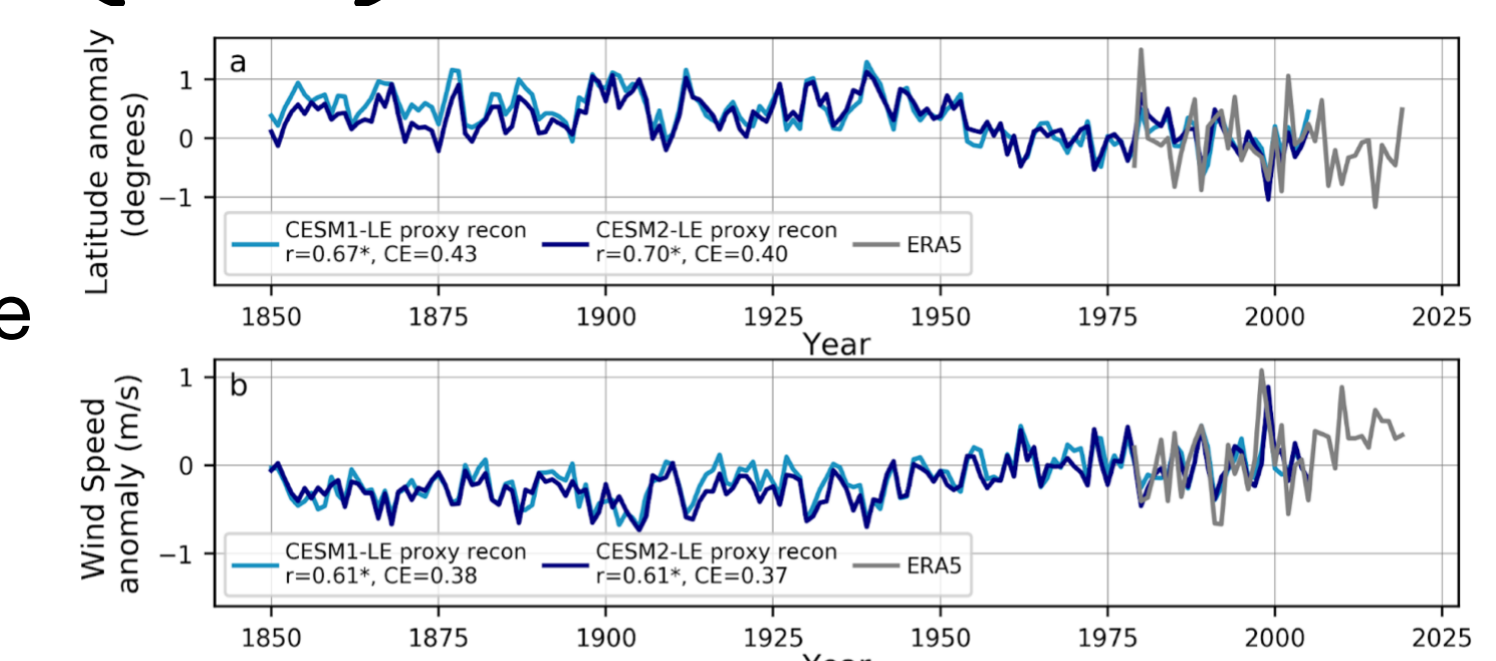 a
Latitude anomaly
(degrees)
1
0
−1
CESM1-LE proxy recon
r=0.67*, CE=0.43
CESM2-LE proxy recon
r=0.70*, CE=0.40
ERA5
1850 1875 1900 1925 1950 1975 2000 2025
Year
e
b
Wind Speed
anomaly (m/s)
1
0
−1
CESM1-LE proxy recon
r=0.61*, CE=0.38
CESM2-LE proxy recon
r=0.61*, CE=0.37
ERA5
1850 1875 1900 1925 1950 1975 2000 2025
Year